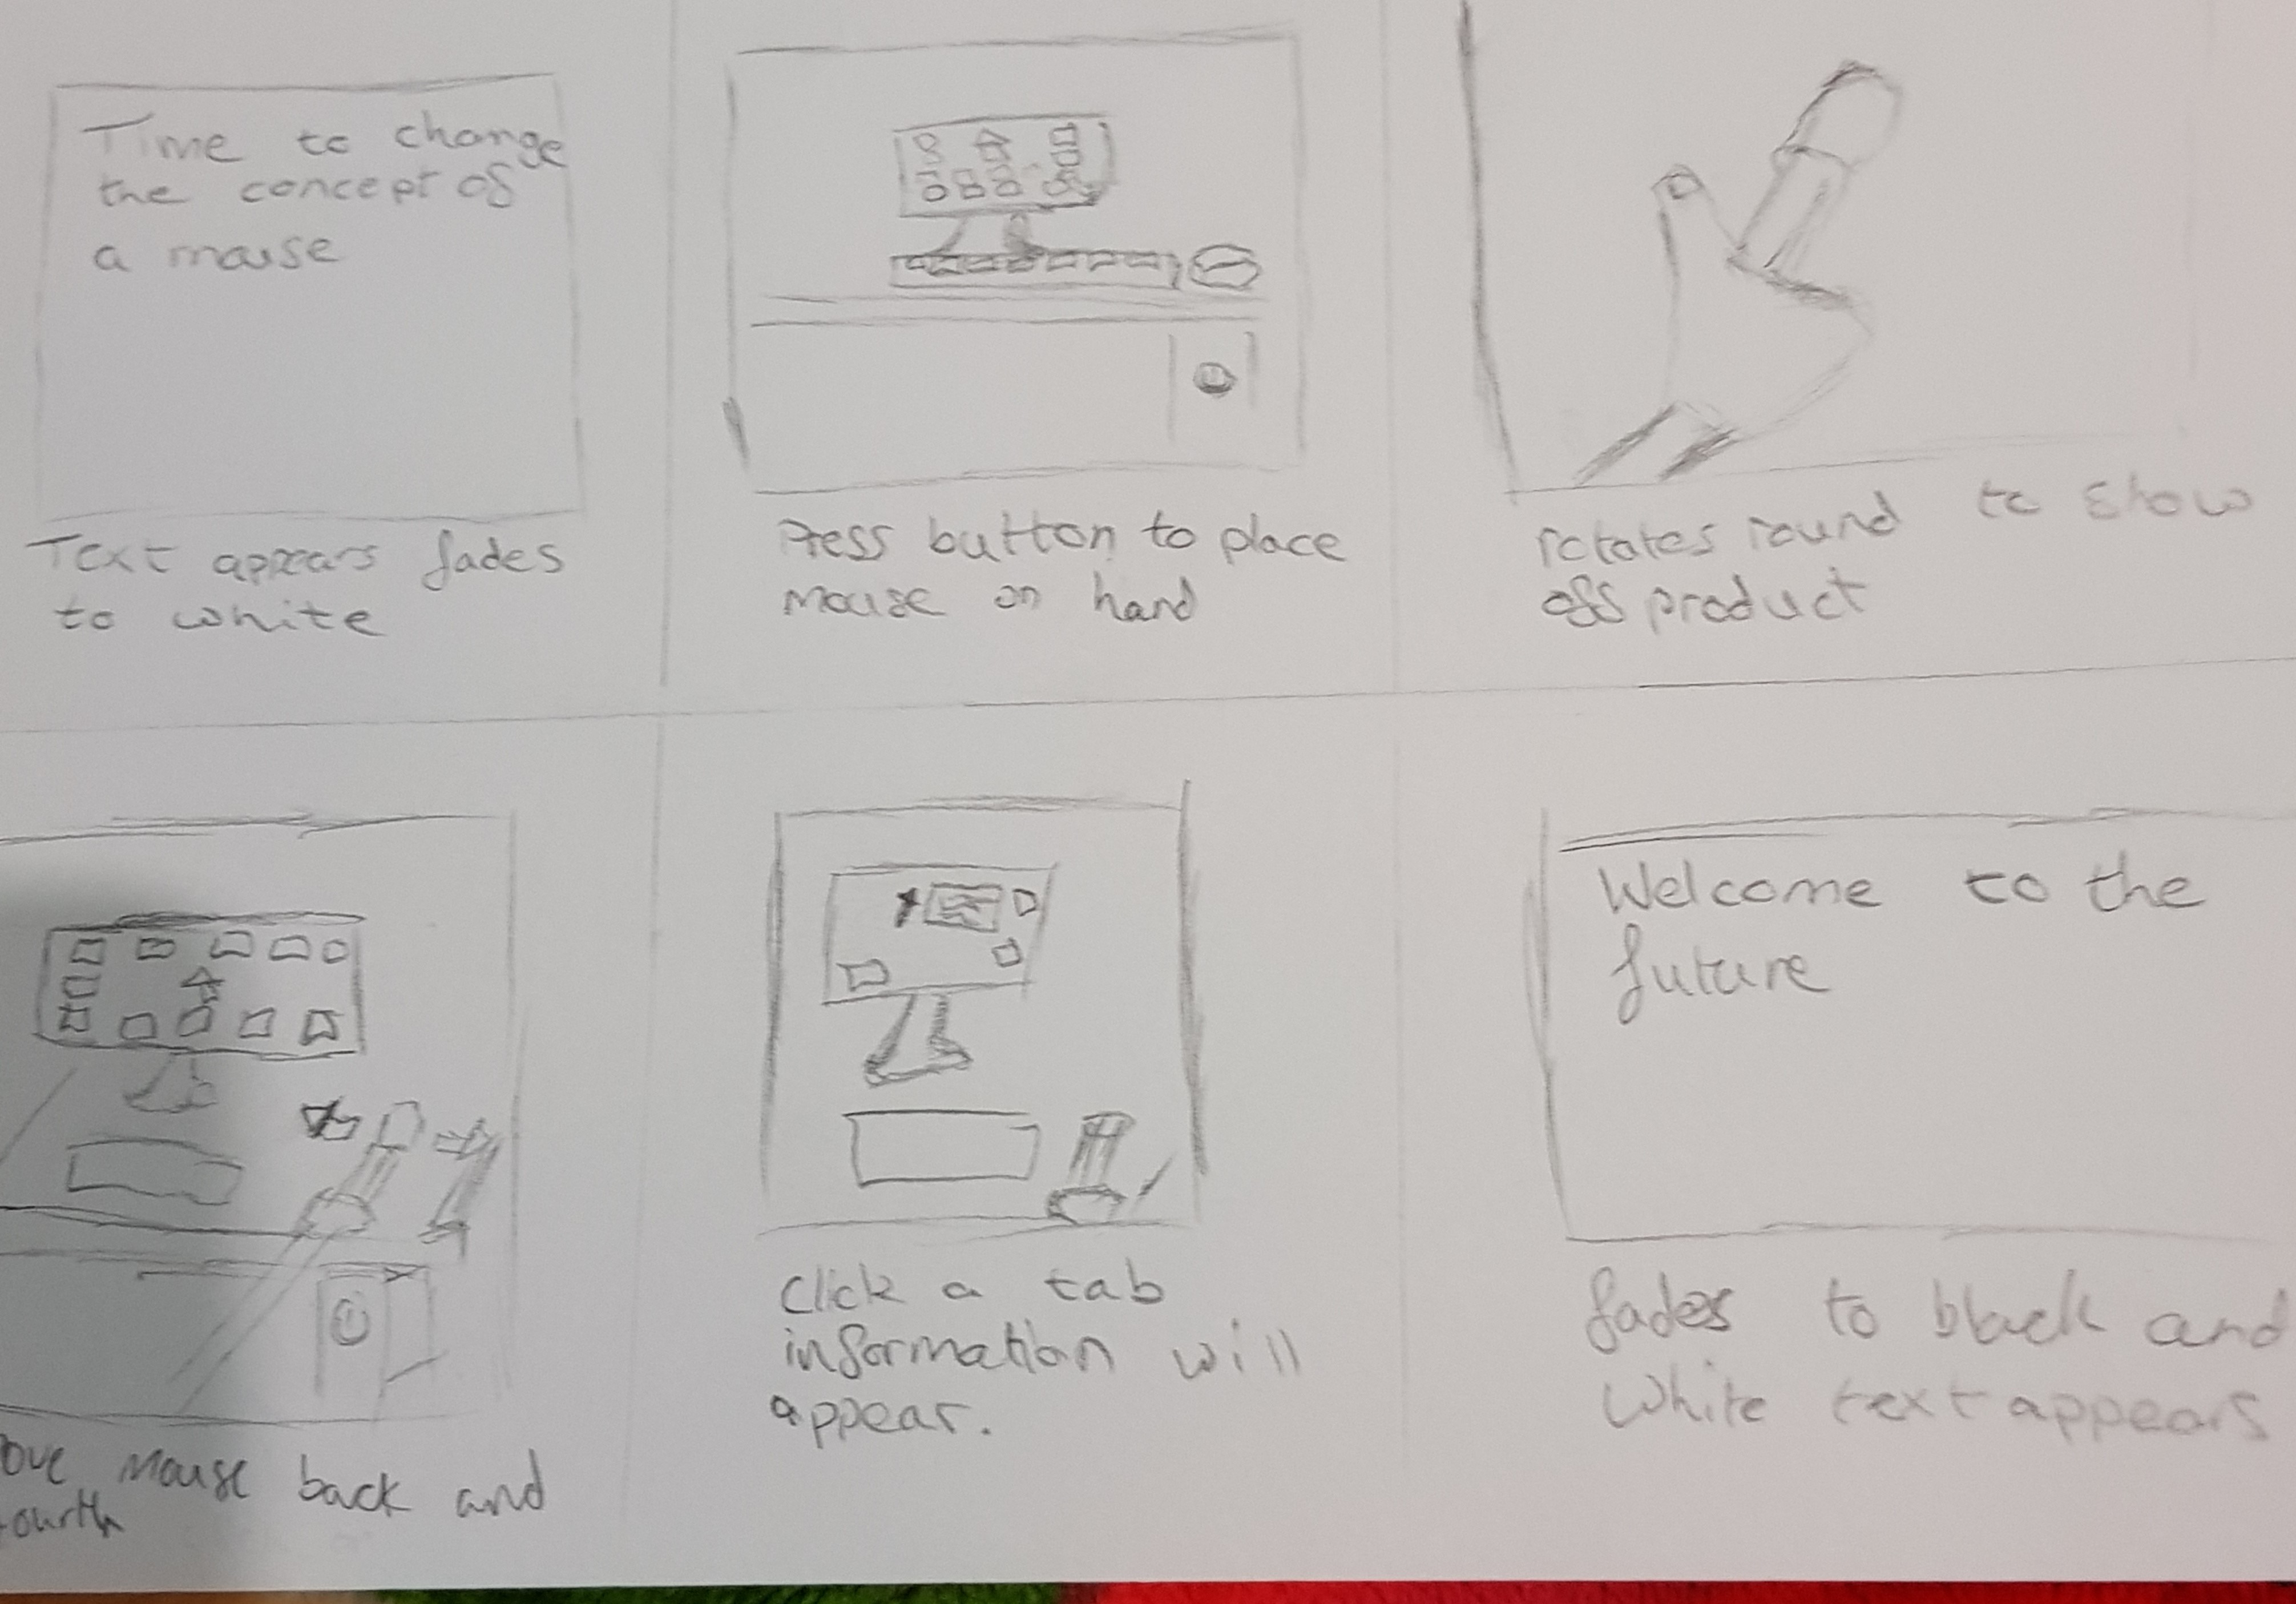 Time to change
the concept of
a mouse
Text appears fades
to white
Press button to place
mouse on hand
rotates round to show
off product
ove mouse back and
ourth
Click a tab
information will
appear.
Welcome to the
future
fades to black and
White text appears